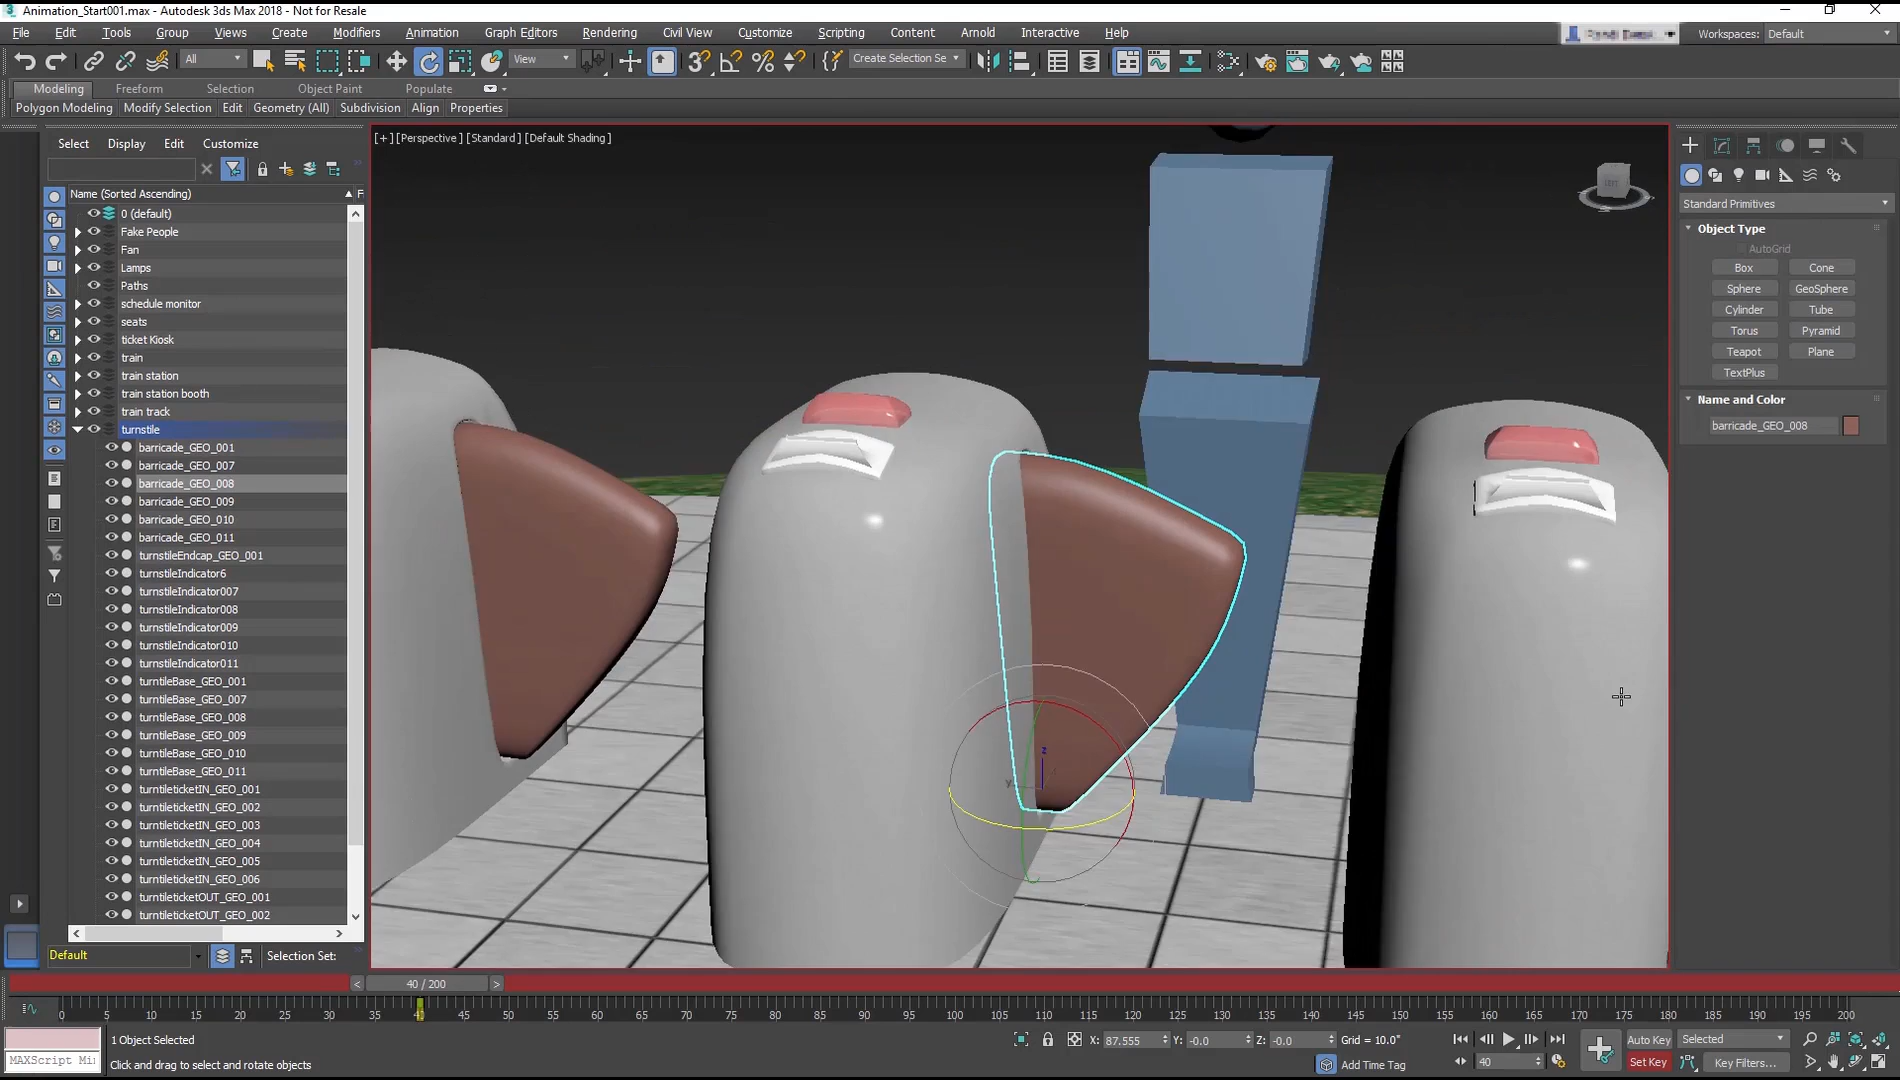 Animation_Start001.max - Autodesk 3ds Max 2018 - Not for Resale
File Edit Tools Group Views Create Modifiers Animation Graph Editors Rendering Civil View Customize Scripting Content Arnold Interactive Help
Workspaces: Default
All View Create Selection Se
Modeling Freeform Selection Object Paint Populate
Polygon Modeling Modify Selection Edit Geometry (All) Subdivision Align Properties
Select Display Edit Customize
[+] [Perspective ] [Standard ] [Default Shading ]
Name (Sorted Ascending) F
0 (default)
Fake People
Fan
Lamps
Paths
schedule monitor
seats
ticket Kiosk
train
train station
train station booth
train track
turnstile
barricade_GEO_001
barricade_GEO_007
barricade_GEO_008
barricade_GEO_009
barricade_GEO_010
barricade_GEO_011
turnstileEndcap_GEO_001
turnstileIndicator6
turnstileIndicator007
turnstileIndicator008
turnstileIndicator009
turnstileIndicator010
turnstileIndicator011
turntileBase_GEO_001
turntileBase_GEO_007
turntileBase_GEO_008
turntileBase_GEO_009
turntileBase_GEO_010
turntileBase_GEO_011
turntileticketIN_GEO_001
turntileticketIN_GEO_002
turntileticketIN_GEO_003
turntileticketIN_GEO_004
turntileticketIN_GEO_005
turntileticketIN_GEO_006
turntileticketOUT_GEO_001
turntileticketOUT_GEO_002
Default Selection Set:
z
y
Standard Primitives
Object Type
AutoGrid
Box Cone
Sphere GeoSphere
Cylinder Tube
Torus Pyramid
Teapot Plane
TextPlus
Name and Color
barricade_GEO_008
< 40 / 200 >
0 5 10 15 20 25 30 35 40 45 50 55 60 65 70 75 80 85 90 95 100 105 110 115 120 125 130 135 140 145 150 155 160 165 170 175 180 185 190 195 200
1 Object Selected
X: 87.555 Y: -0.0 Z: -0.0 Grid = 10.0"
Auto Key Selected
MAXScript Mi
Click and drag to select and rotate objects
Add Time Tag
40
Set Key Key Filters...